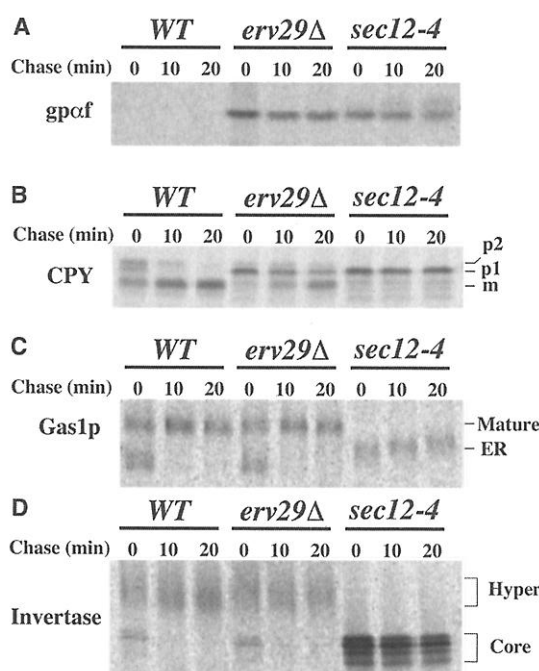 A
WT erv29Δ sec12-4
Chase (min) 0 10 20 0 10 20 0 10 20
gpαf
B
WT erv29Δ sec12-4
Chase (min) 0 10 20 0 10 20 0 10 20
p2
CPY
p1
m
C
WT erv29Δ sec12-4
Chase (min) 0 10 20 0 10 20 0 10 20
Gas1p
Mature
ER
D
WT erv29Δ sec12-4
Chase (min) 0 10 20 0 10 20 0 10 20
Hyper
Invertase
Core